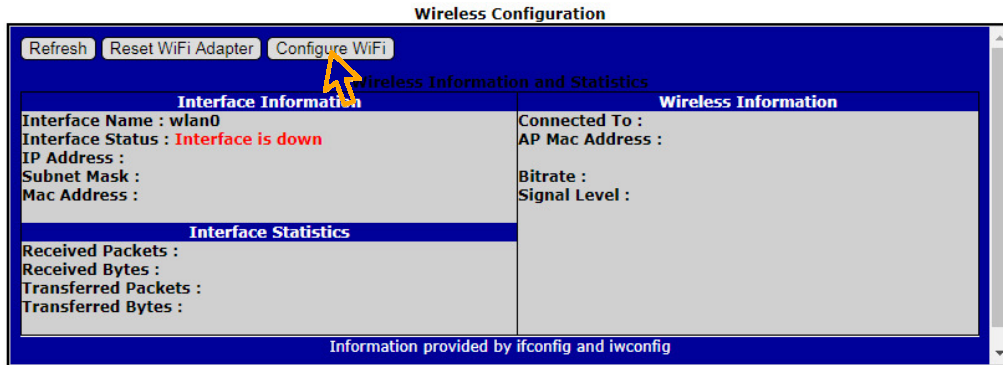 Wireless Configuration
Refresh Reset WiFi Adapter Configure WiFi
Wireless Information and Statistics
Interface Information
Interface Name : wlan0
Interface Status : Interface is down
IP Address :
Subnet Mask :
Mac Address :
Interface Statistics
Received Packets :
Received Bytes :
Transferred Packets :
Transferred Bytes :
Wireless Information
Connected To :
AP Mac Address :
Bitrate :
Signal Level :
Information provided by ifconfig and iwconfig